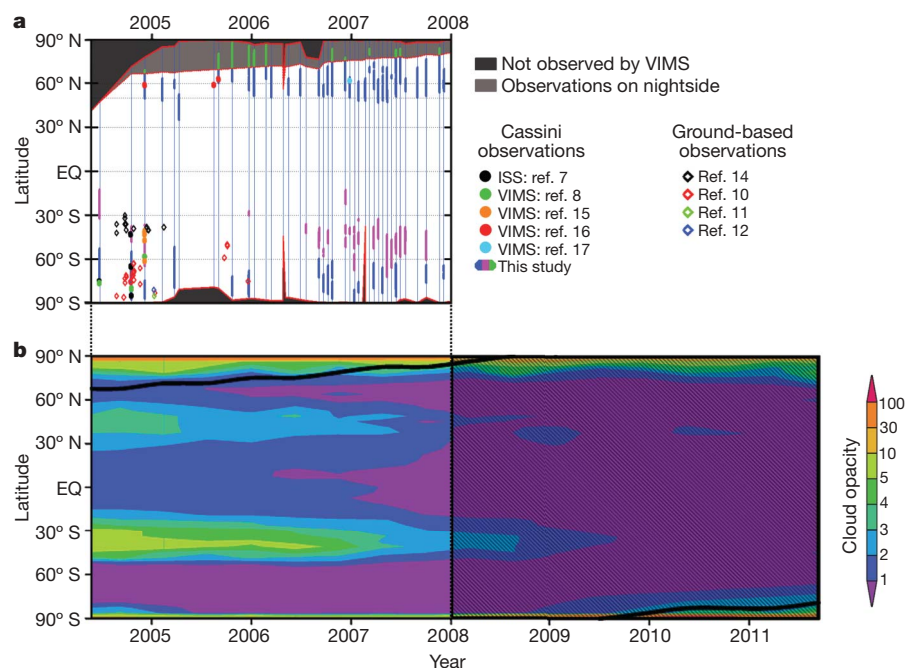 a
2005 2006 2007 2008
90° N
60° N
30° N
EQ
30° S
60° S
90° S
Latitude
Not observed by VIMS
Observations on nightside
Cassini observations
ISS: ref. 7
VIMS: ref. 8
VIMS: ref. 15
VIMS: ref. 16
VIMS: ref. 17
This study
Ground-based observations
Ref. 14
Ref. 10
Ref. 11
Ref. 12
b
90° N
60° N
30° N
EQ
30° S
60° S
90° S
Latitude
2005 2006 2007 2008 2009 2010 2011
Year
100
30
10
5
4
3
2
1
Cloud opacity